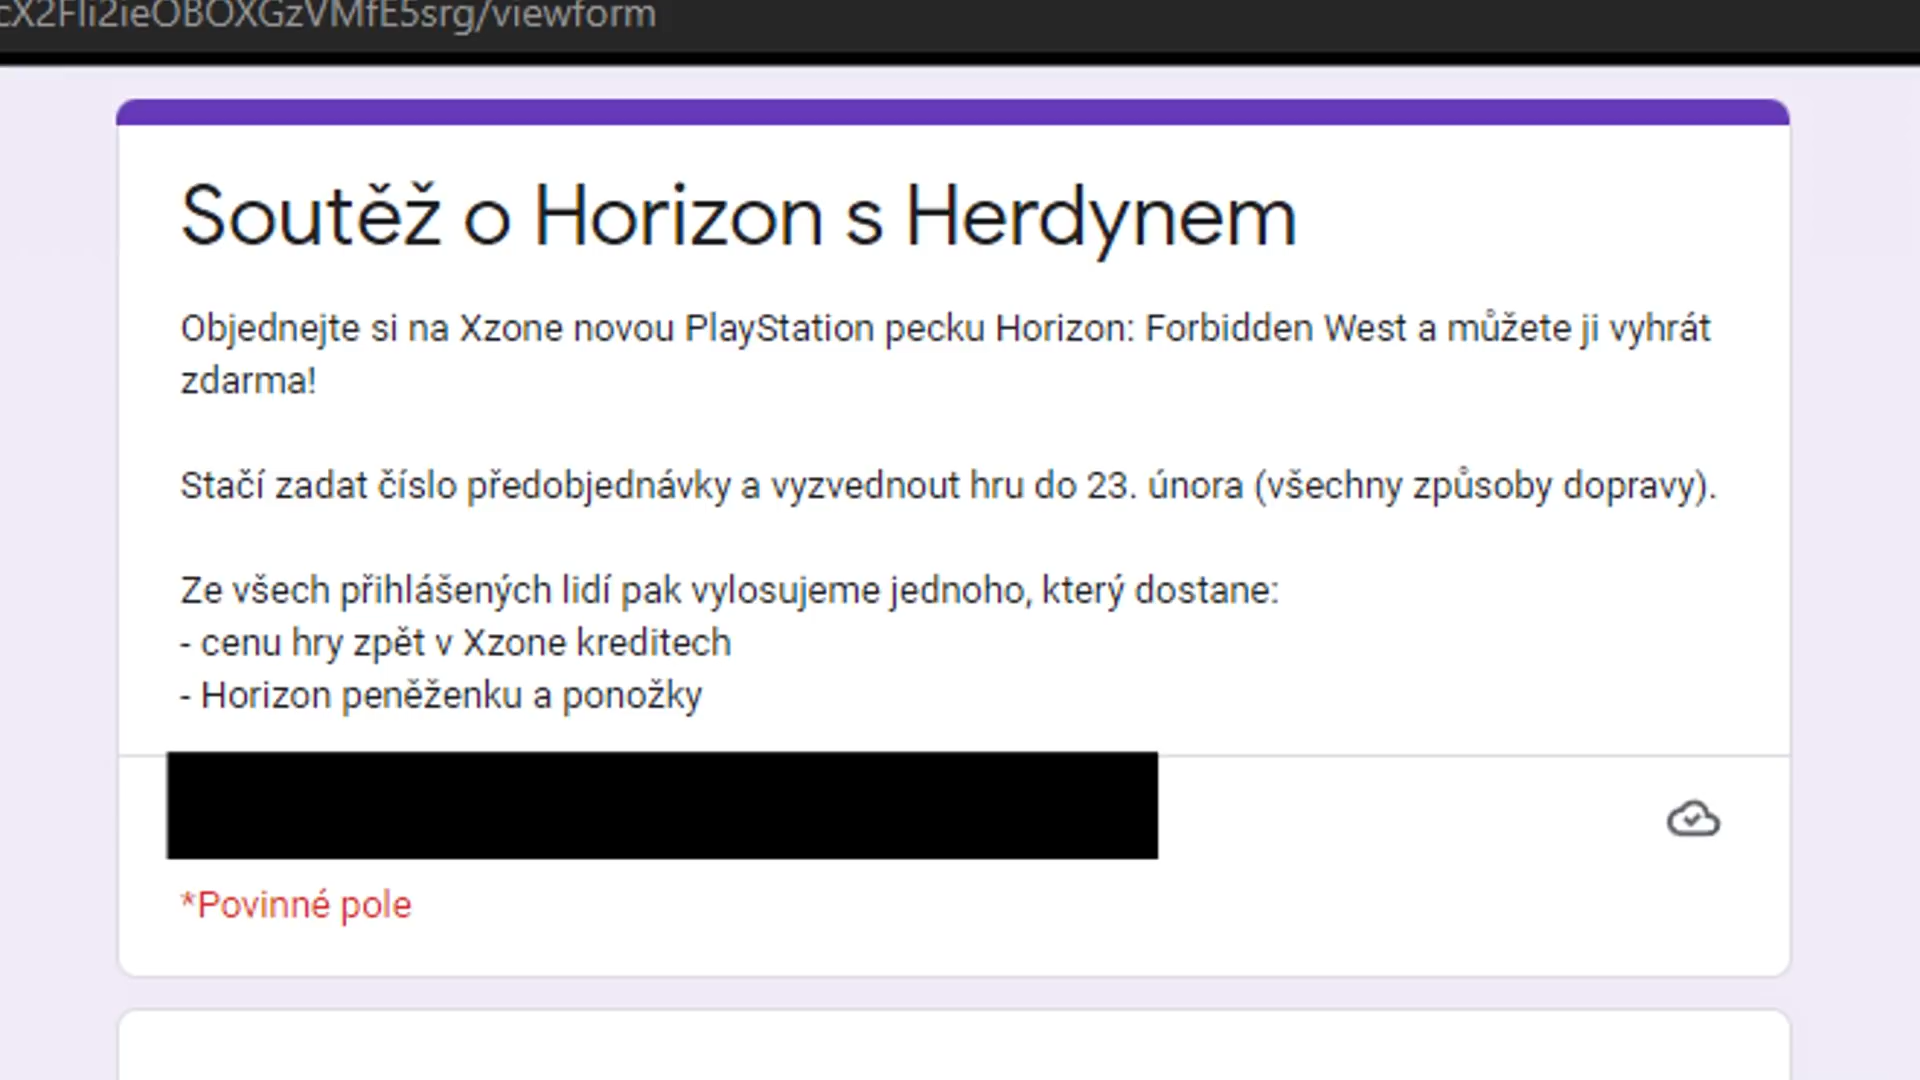 Soutěž o Horizon s Herdynem
Objednejte si na Xzone novou PlayStation pecku Horizon: Forbidden West a můžete ji vyhrát
zdarma!
Stačí zadat číslo předobjednávky a vyzvednout hru do 23. února (všechny způsoby dopravy).
Ze všech přihlášených lidí pak vylosujeme jednoho, který dostane:
- cenu hry zpět v Xzone kreditech
- Horizon peněženku a ponožky
*Povinné pole